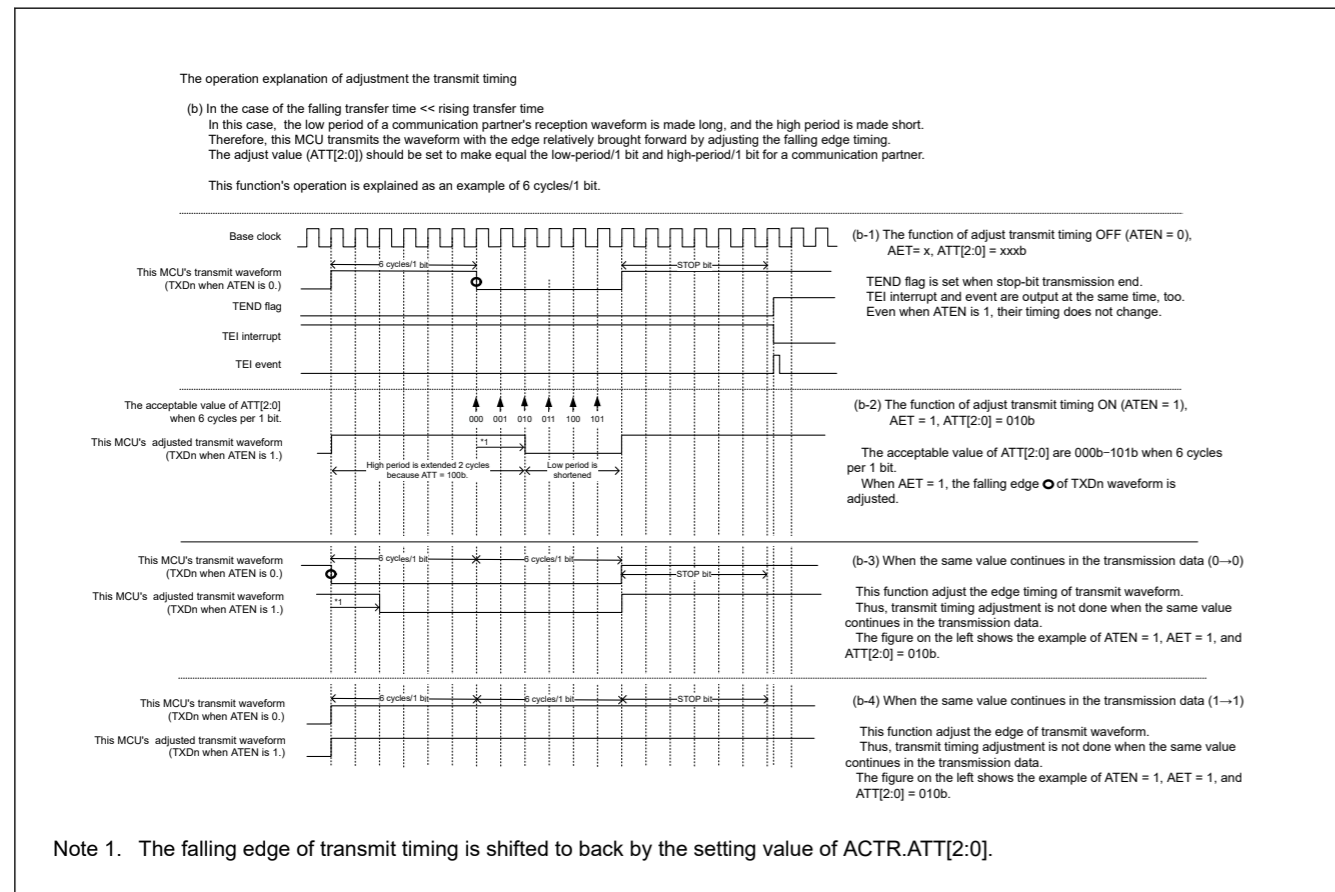 The operation explanation of adjustment the transmit timing
(b) In the case of the falling transfer time << rising transfer time
In this case, the low period of a communication partner's reception waveform is made long, and the high period is made short.
Therefore, this MCU transmits the waveform with the edge relatively brought forward by adjusting the falling edge timing.
The adjust value (ATT[2:0]) should be set to make equal the low-period/1 bit and high-period/1 bit for a communication partner.
This function's operation is explained as an example of 6 cycles/1 bit.
Base clock
6 cycles/1 bit
STOP bit
This MCU's transmit waveform
(TXDn when ATEN is 0.)
TEND flag
TEI interrupt
TEI event
(b-1) The function of adjust transmit timing OFF (ATEN = 0),
AET= x, ATT[2:0] = xxxb
TEND flag is set when stop-bit transmission end.
TEI interrupt and event are output at the same time, too.
Even when ATEN is 1, their timing does not change.
The acceptable value of ATT[2:0]
when 6 cycles per 1 bit.
000 001 010 011 100 101
This MCU's adjusted transmit waveform
(TXDn when ATEN is 1.)
*1
High period is extended 2 cycles
because ATT = 100b.
Low period is
shortened
(b-2) The function of adjust transmit timing ON (ATEN = 1),
AET = 1, ATT[2:0] = 010b
The acceptable value of ATT[2:0] are 000b−101b when 6 cycles
per 1 bit.
When AET = 1, the falling edge O of TXDn waveform is
adjusted.
This MCU's transmit waveform
(TXDn when ATEN is 0.)
6 cycles/1 bit
6 cycles/1 bit
STOP bit
This MCU's adjusted transmit waveform
(TXDn when ATEN is 1.)
*1
(b-3) When the same value continues in the transmission data (0→0)
This function adjust the edge timing of transmit waveform.
Thus, transmit timing adjustment is not done when the same value
continues in the transmission data.
The figure on the left shows the example of ATEN = 1, AET = 1, and
ATT[2:0] = 010b.
6 cycles/1 bit
6 cycles/1 bit
STOP bit
This MCU's transmit waveform
(TXDn when ATEN is 0.)
This MCU's adjusted transmit waveform
(TXDn when ATEN is 1.)
(b-4) When the same value continues in the transmission data (1→1)
This function adjust the edge of transmit waveform.
Thus, transmit timing adjustment is not done when the same value
continues in the transmission data.
The figure on the left shows the example of ATEN = 1, AET = 1, and
ATT[2:0] = 010b.
Note 1. The falling edge of transmit timing is shifted to back by the setting value of ACTR.ATT[2:0].